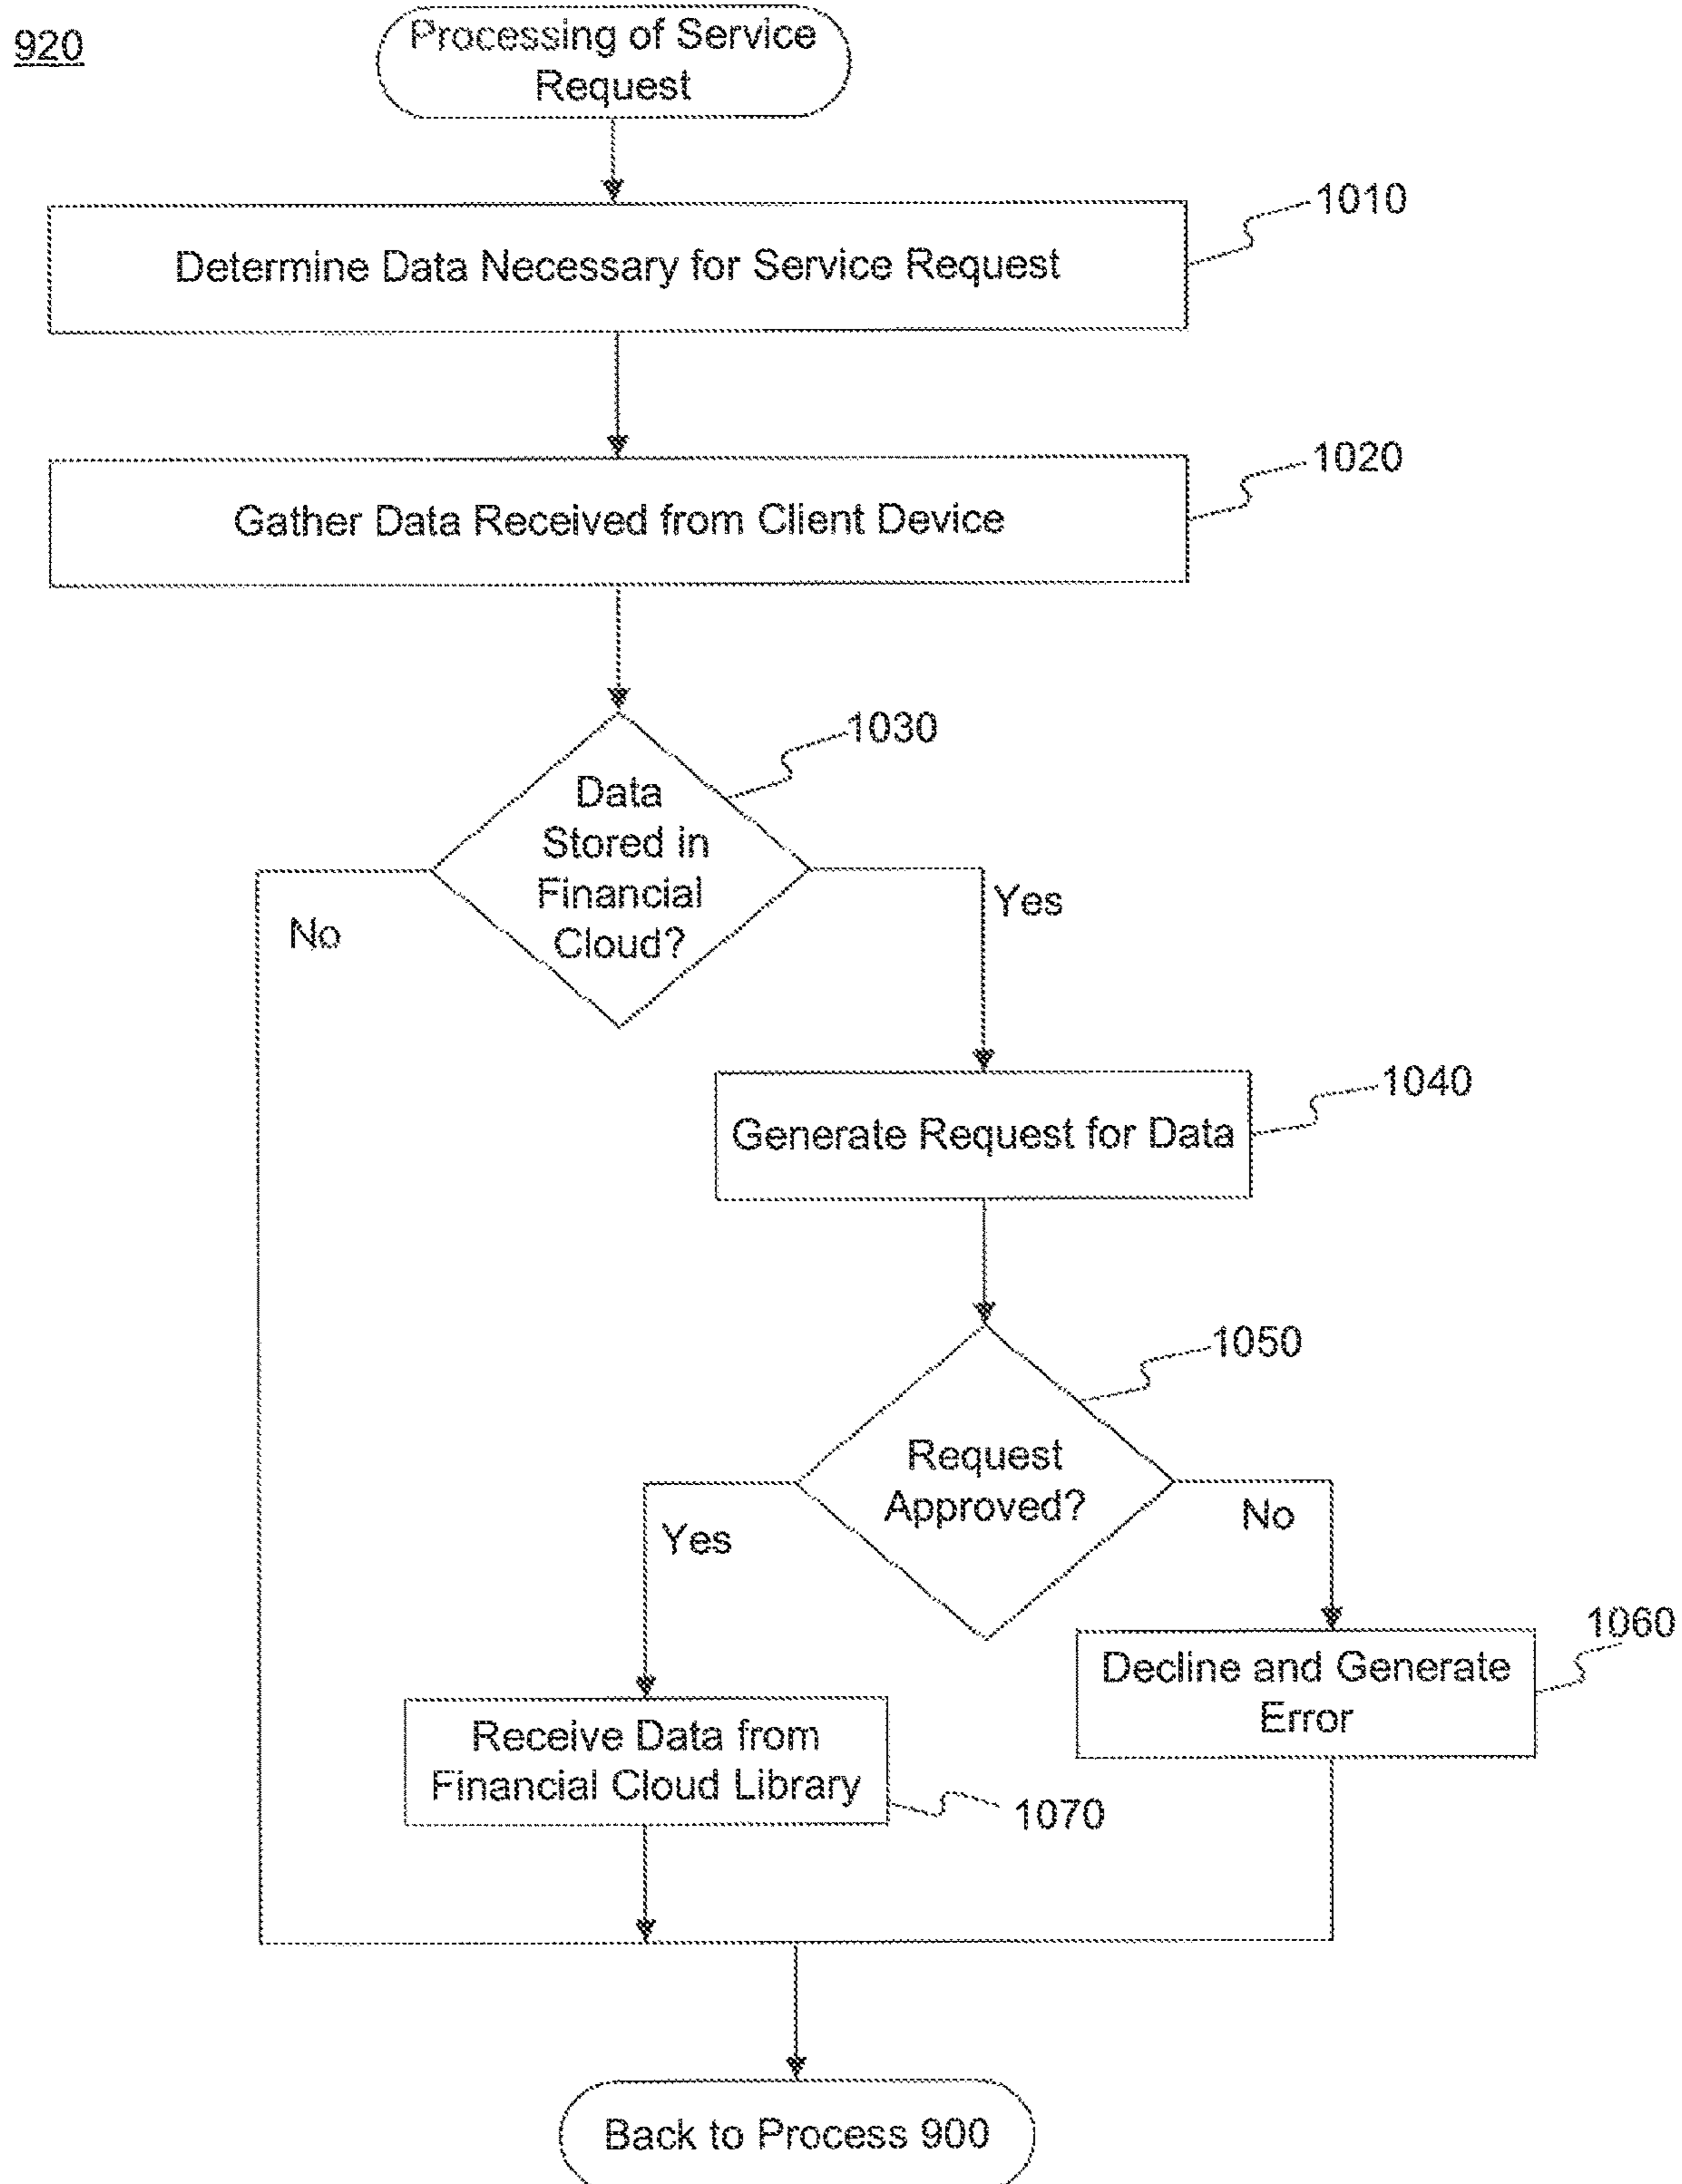 920
Processing of Service
Request
1010
Determine Data Necessary for Service Request
1020
Gather Data Received from Client Device
1030
Data
Stored in
Financial
Cloud?
No
Yes
1040
Generate Request for Data
1050
Request
Approved?
Yes
No
1060
Decline and Generate
Error
Receive Data from
Financial Cloud Library
1070
Back to Process 900